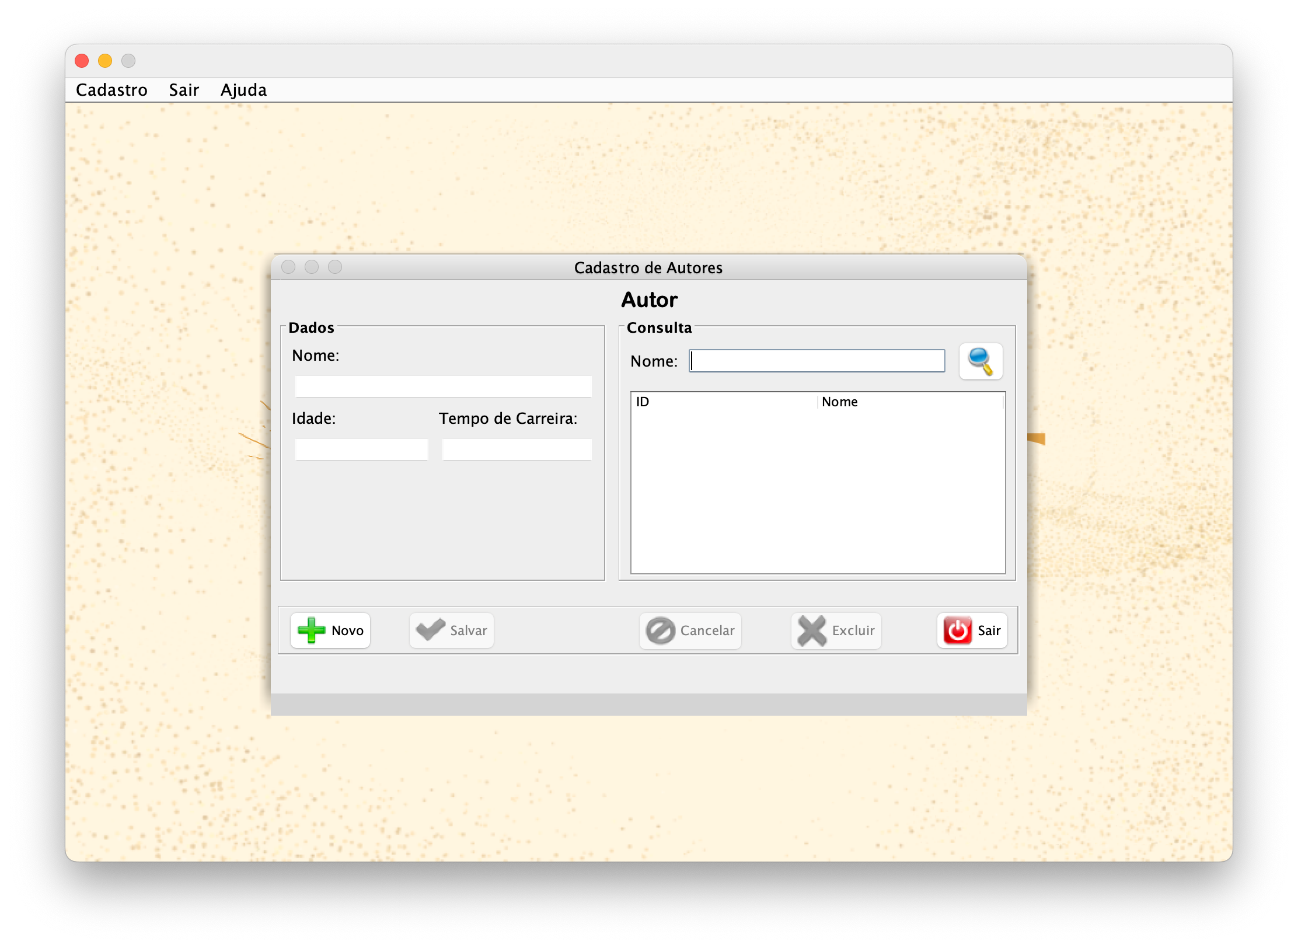 Cadastro Sair Ajuda
Cadastro de Autores
Autor
Dados
Nome:
Idade: Tempo de Carreira:
Consulta
Nome:
ID Nome
Novo Salvar Cancelar Excluir Sair